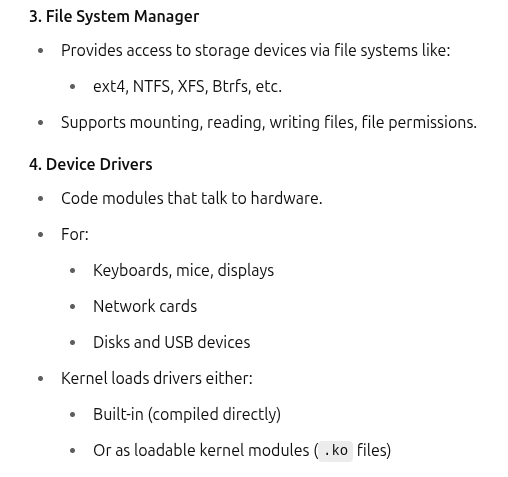 3. File System Manager
• Provides access to storage devices via file systems like:
• ext4, NTFS, XFS, Btrfs, etc.
• Supports mounting, reading, writing files, file permissions.
4. Device Drivers
• Code modules that talk to hardware.
• For:
• Keyboards, mice, displays
• Network cards
• Disks and USB devices
• Kernel loads drivers either:
• Built-in (compiled directly)
• Or as loadable kernel modules (.ko files)